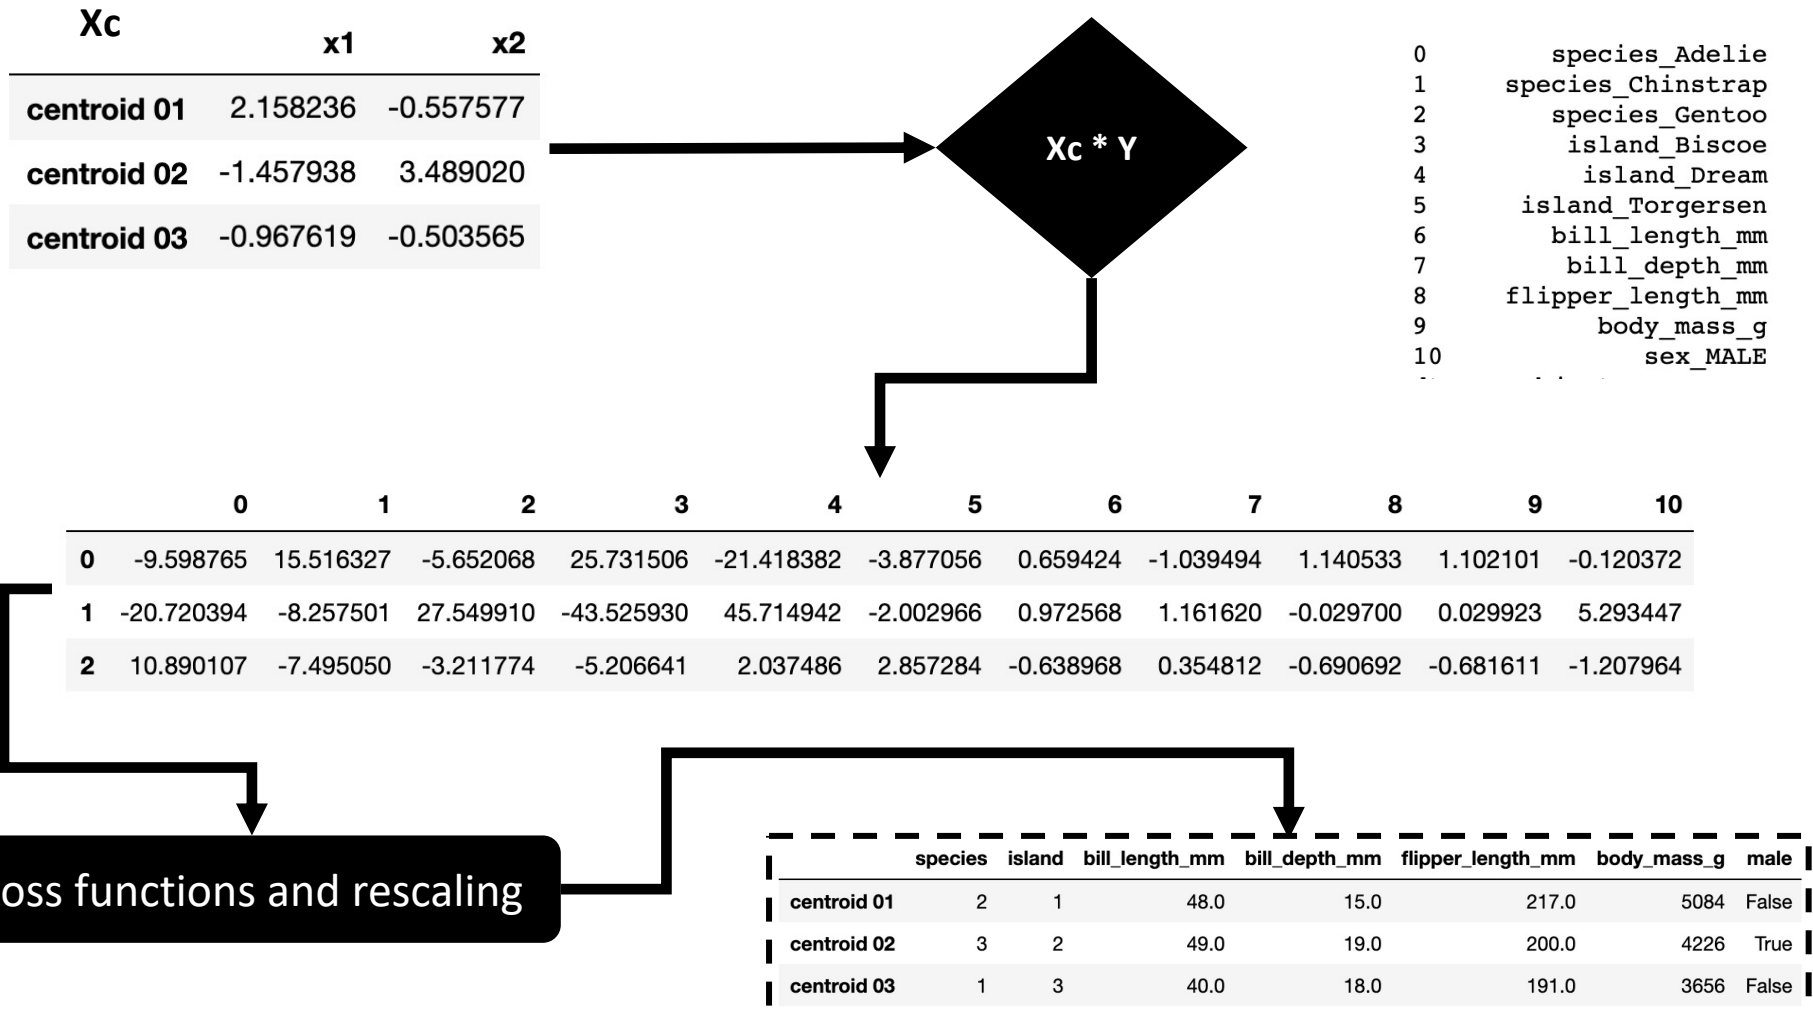 Xc
x1 x2
centroid 01 2.158236 -0.557577
centroid 02 -1.457938 3.489020
centroid 03 -0.967619 -0.503565
Xc * Y
0 species_Adelie
1 species_Chinstrap
2 species_Gentoo
3 island_Biscoe
4 island_Dream
5 island_Torgersen
6 bill_length_mm
7 bill_depth_mm
8 flipper_length_mm
9 body_mass_g
10 sex_MALE
0 1 2 3 4 5 6 7 8 9 10
0 -9.598765 15.516327 -5.652068 25.731506 -21.418382 -3.877056 0.659424 -1.039494 1.140533 1.102101 -0.120372
1 -20.720394 -8.257501 27.549910 -43.525930 45.714942 -2.002966 0.972568 1.161620 -0.029700 0.029923 5.293447
2 10.890107 -7.495050 -3.211774 -5.206641 2.037486 2.857284 -0.638968 0.354812 -0.690692 -0.681611 -1.207964
oss functions and rescaling
species island bill_length_mm bill_depth_mm flipper_length_mm body_mass_g male
centroid 01 2 1 48.0 15.0 217.0 5084 False
centroid 02 3 2 49.0 19.0 200.0 4226 True
centroid 03 1 3 40.0 18.0 191.0 3656 False